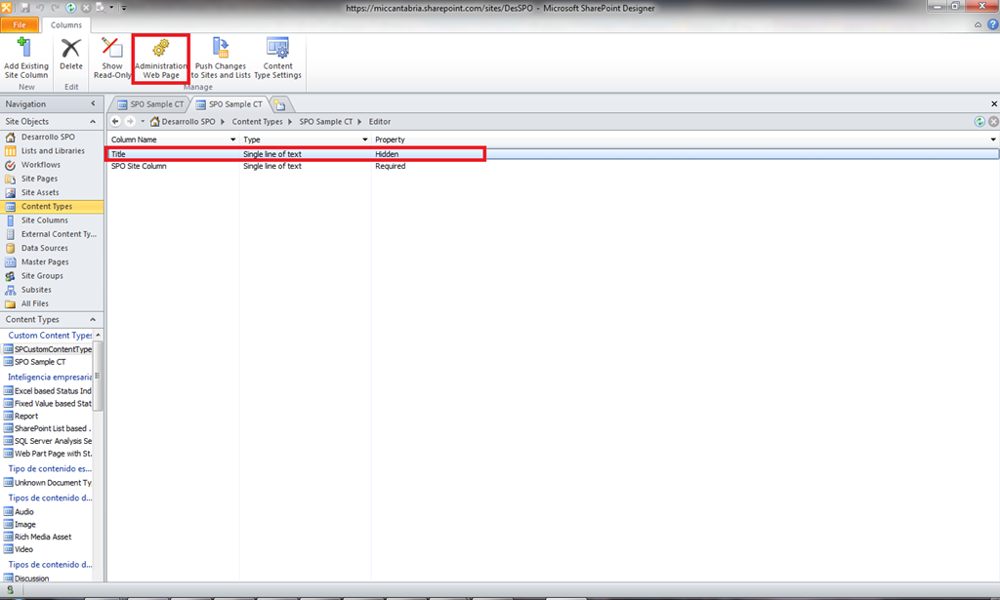 https://miccantabria.sharepoint.com/sites/DesSPO - Microsoft SharePoint Designer
File
Columns
Add Existing
Site Column
Delete
Show
Read-Only
Administration
Web Page
Push Changes
to Sites and Lists
Content
Type Settings
New
Edit
Manage
Navigation
SPO Sample CT
SPO Sample CT
Site Objects
Desarrollo SPO
Content Types
SPO Sample CT
Editor
Desarrollo SPO
Lists and Libraries
Workflows
Site Pages
Site Assets
Content Types
Site Columns
External Content Ty...
Data Sources
Master Pages
Site Groups
Subsites
All Files
Column Name
Type
Property
Title
Single line of text
Hidden
SPO Site Column
Single line of text
Required
Content Types
Custom Content Types
SPCustomContentType
SPO Sample CT
Inteligencia empresaria
Excel based Status Ind
Fixed Value based Stat
Report
SharePoint List based .
SQL Server Analysis Se
Web Part Page with St.
Tipo de contenido es...
Unknown Document Ty
Tipos de contenido d...
Audio
Image
Rich Media Asset
Video
Tipos de contenido d...
Discussion